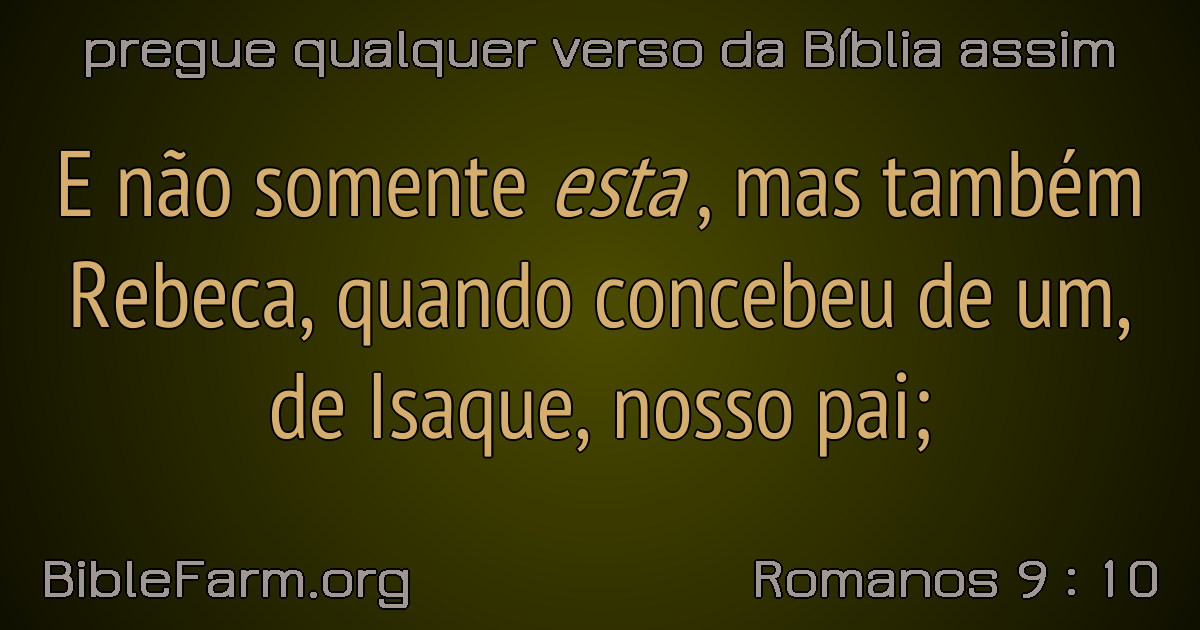 pregue qualquer verso da Bíblia assim
E não somente esta , mas também
Rebeca, quando concebeu de um,
de Isaque, nosso pai;
BibleFarm.org
Romanos 9 : 10